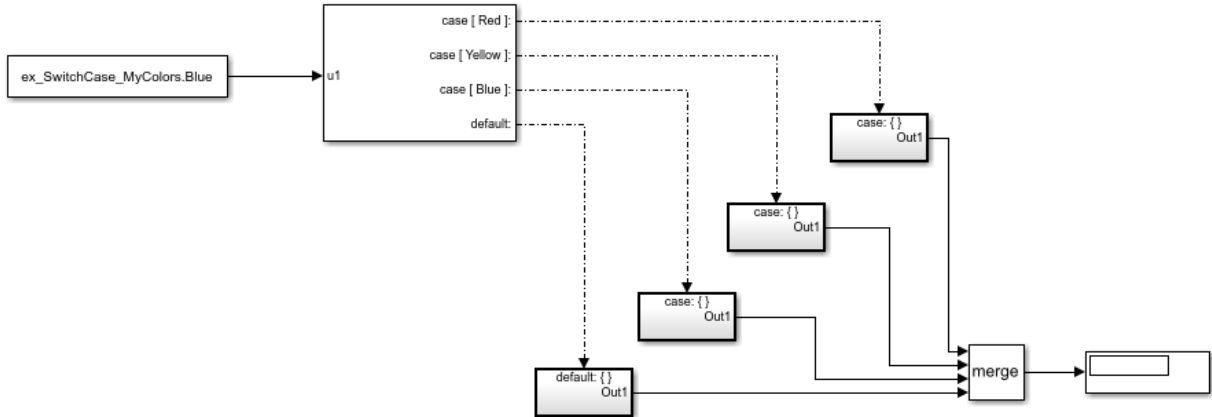 case [ Red ]:
case [ Yellow ]:
ex_SwitchCase_MyColors.Blue
u1
case [ Blue ]:
default:
case: { }
Out1
case: { }
Out1
case: { }
Out1
default: { }
Out1
merge